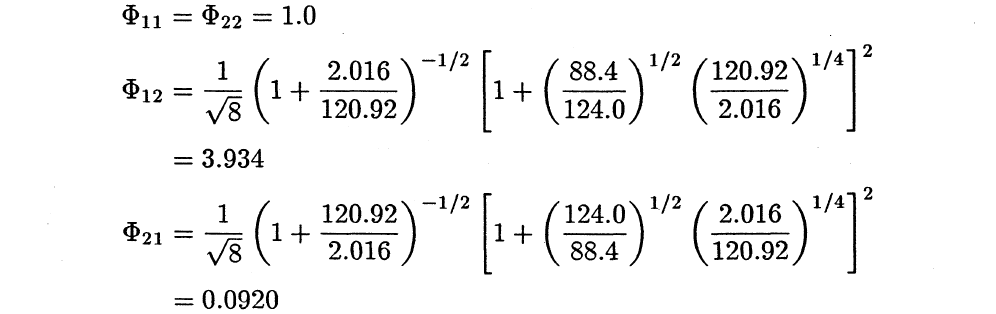 Φ₁₁ = Φ₂₂ = 1.0
Φ₁₂ = 1/√8 (1 + 2.016/120.92)^(-1/2) [1 + (88.4/124.0)^(1/2) (120.92/2.016)^(1/4)]^2
= 3.934
Φ₂₁ = 1/√8 (1 + 120.92/2.016)^(-1/2) [1 + (124.0/88.4)^(1/2) (2.016/120.92)^(1/4)]^2
= 0.0920